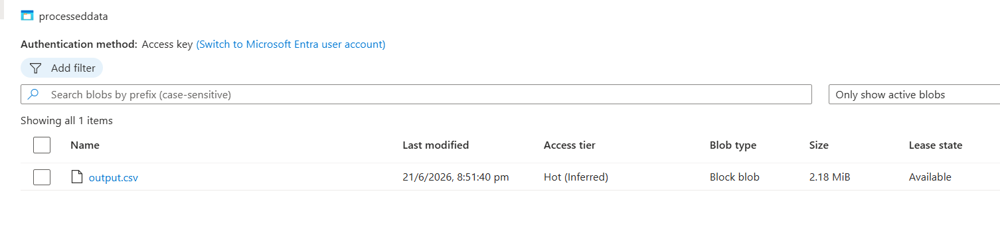 processeddata
Authentication method: Access key (Switch to Microsoft Entra user account)
Add filter
Search blobs by prefix (case-sensitive) Only show active blobs
Showing all 1 items
Name Last modified Access tier Blob type Size Lease state
output.csv 21/6/2026, 8:51:40 pm Hot (Inferred) Block blob 2.18 MiB Available